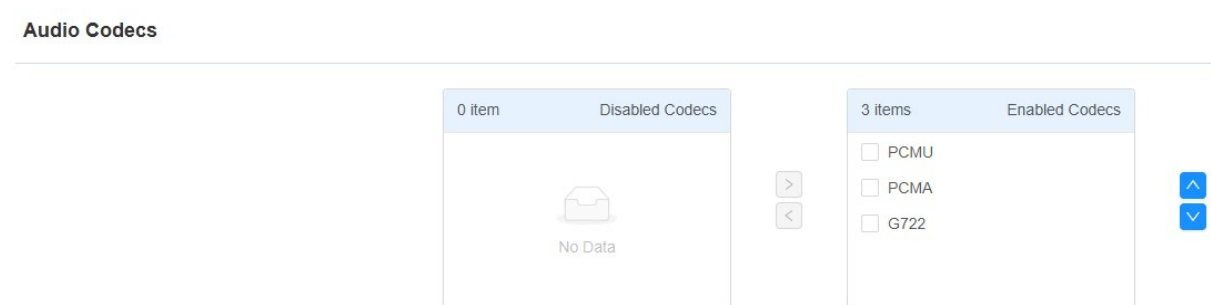 Audio Codecs
0 item Disabled Codecs
No Data
3 items Enabled Codecs
PCMU
PCMA
G722